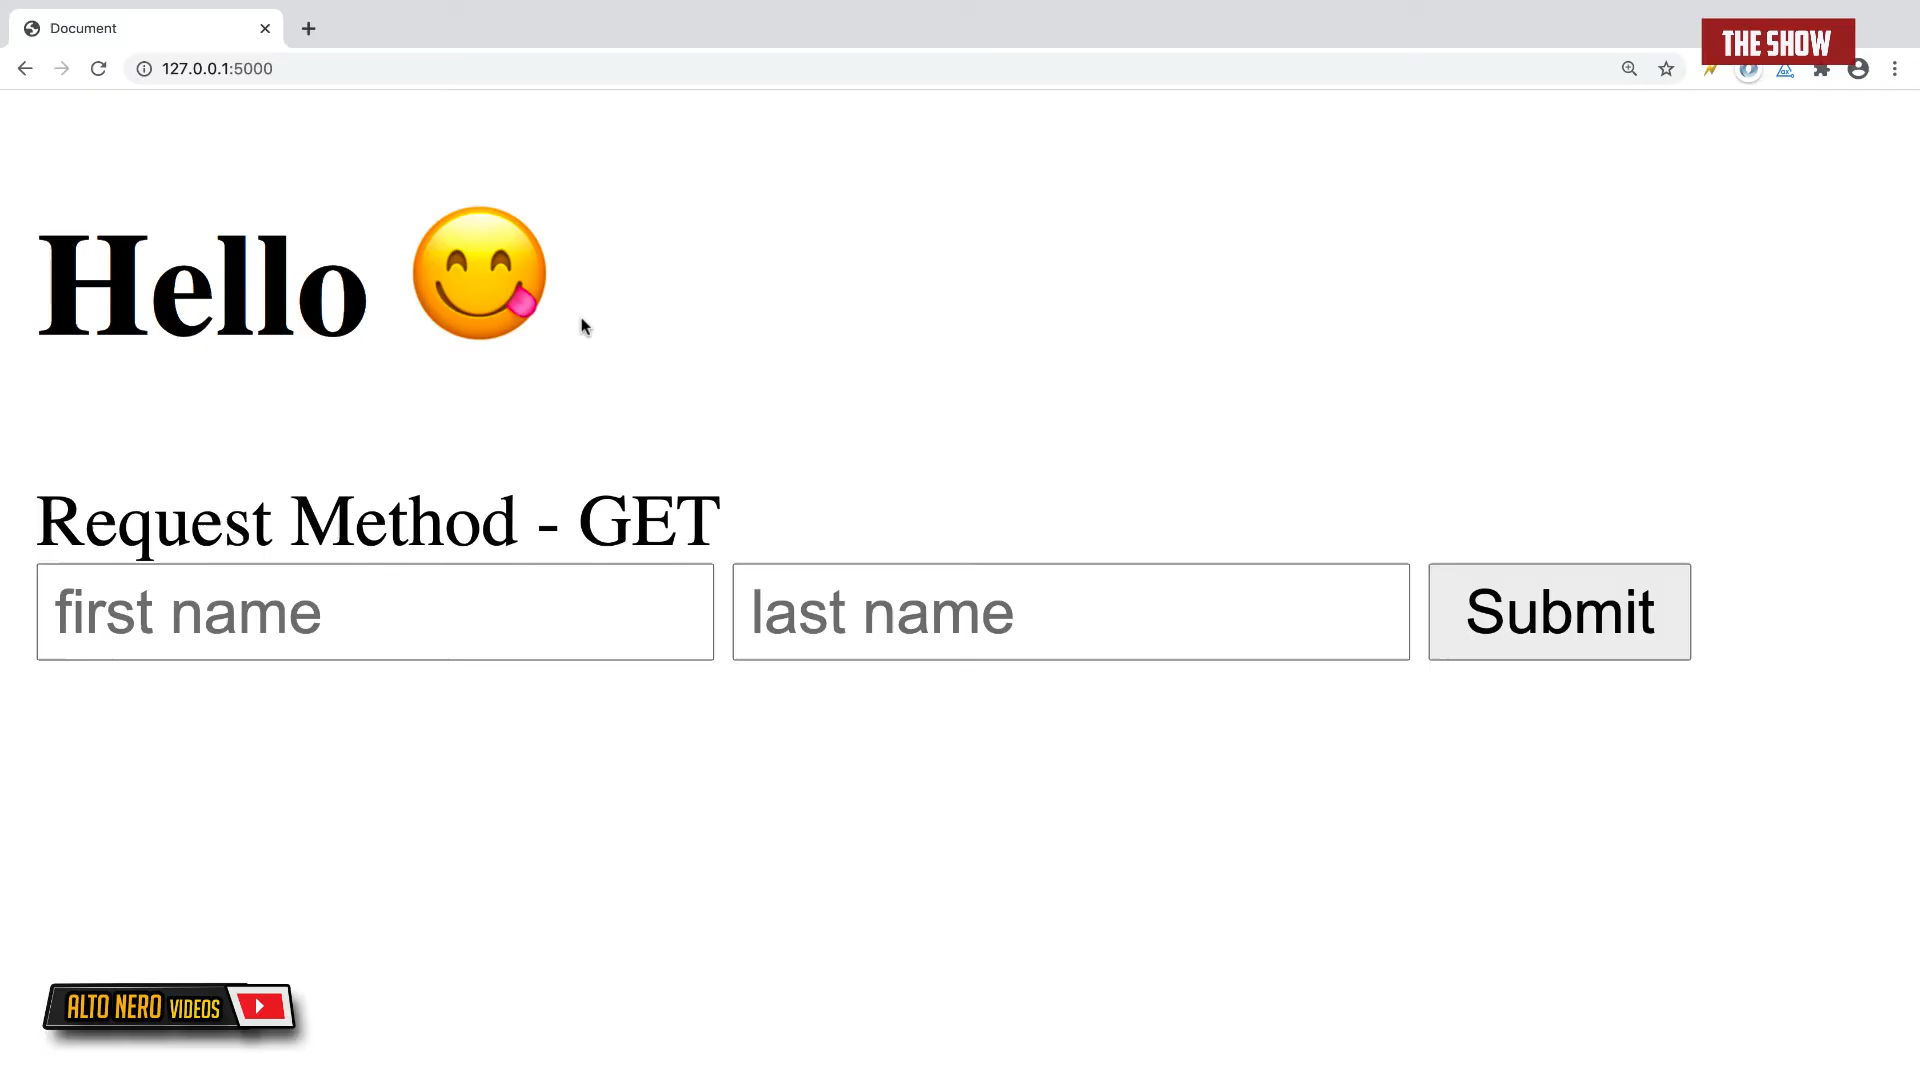 Document
127.0.0.1:5000
THE SHOW
Hello 😋
Request Method - GET
first name
last name
Submit
ALTO NERO VIDEOS